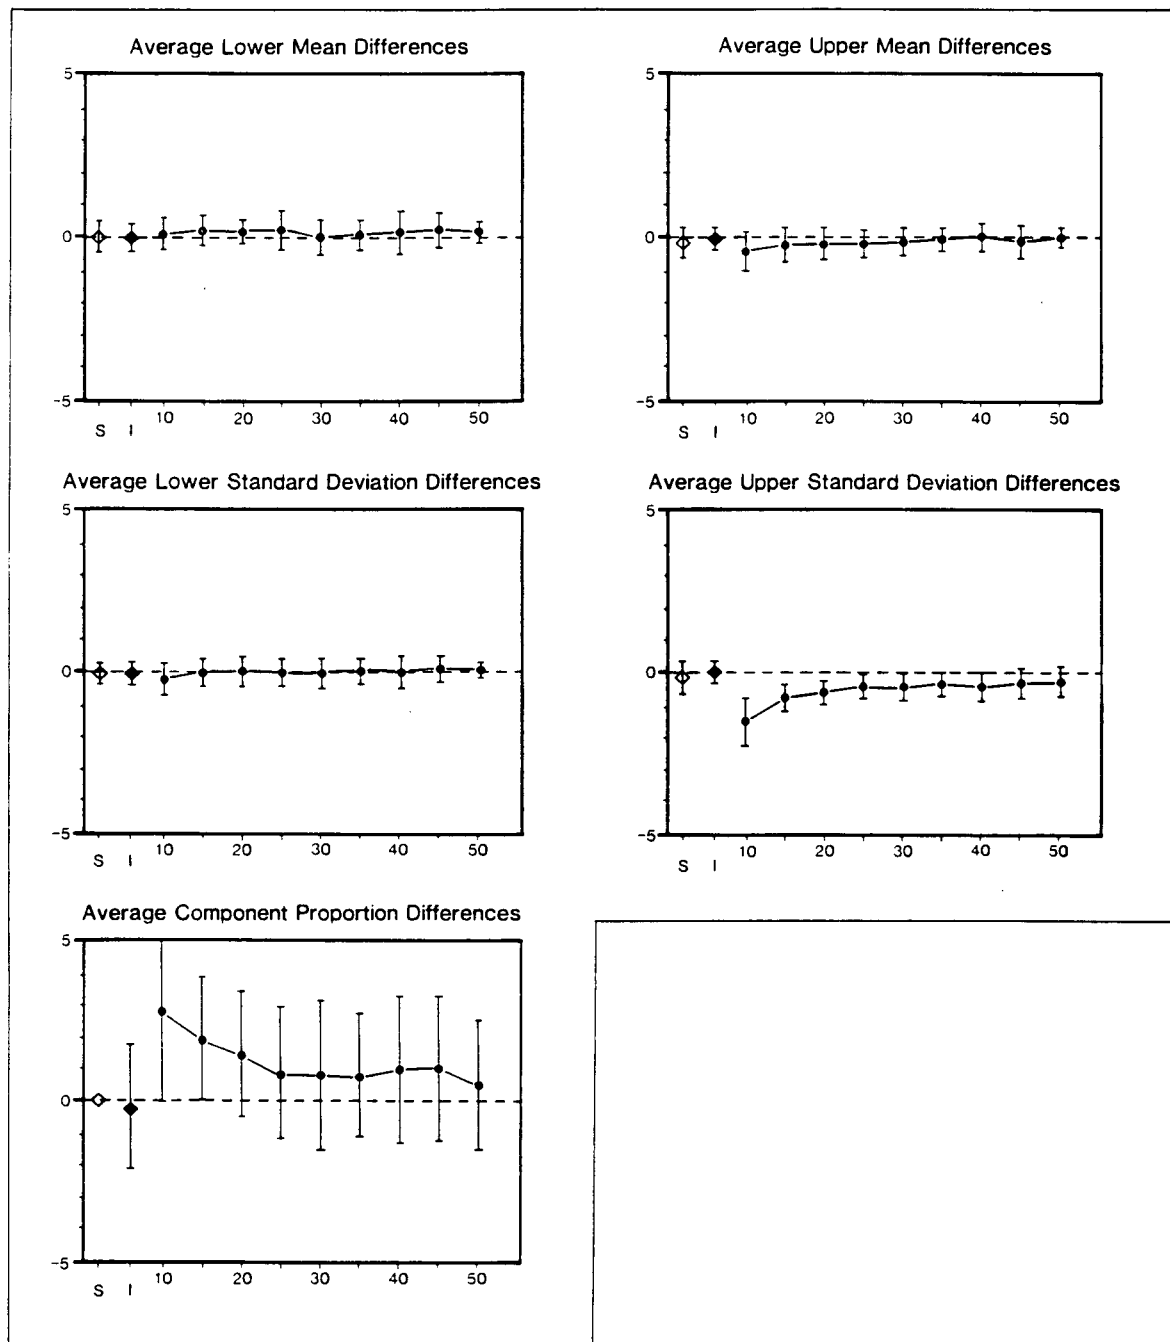 Average Lower Mean Differences
5
0
-5
S I 10 20 30 40 50
Average Upper Mean Differences
5
0
-5
S I 10 20 30 40 50
Average Lower Standard Deviation Differences
5
0
-5
S I 10 20 30 40 50
Average Upper Standard Deviation Differences
5
0
-5
S I 10 20 30 40 50
Average Component Proportion Differences
5
0
-5
S I 10 20 30 40 50